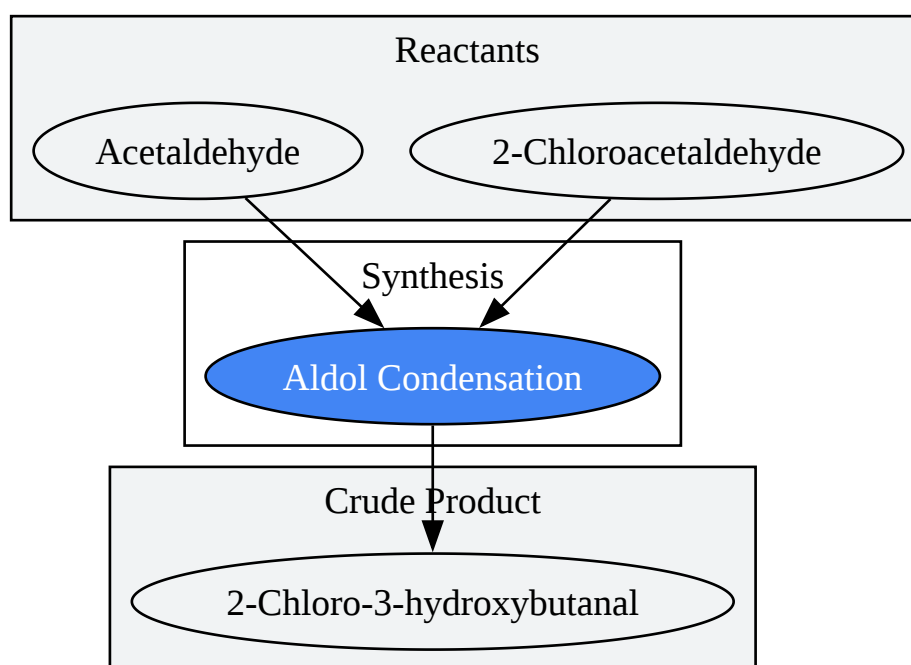 Reactants
Acetaldehyde
2-Chloroacetaldehyde
Synthesis
Aldol Condensation
Crude Product
2-Chloro-3-hydroxybutanal